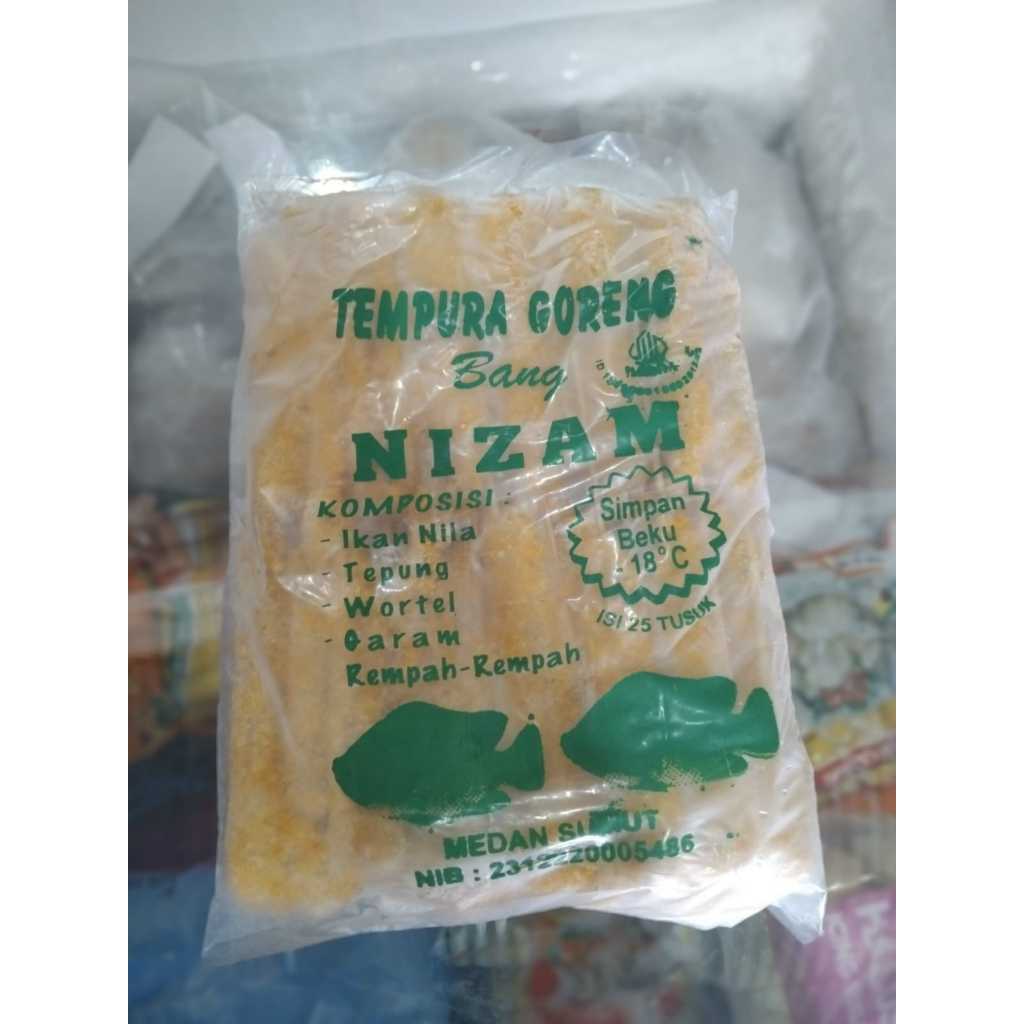 TEMPURA GORENG
Bang
NIZAM
KOMPOSISI :
- Ikan Nila
- Tepung
- Wortel
- Garam
Rempah-Rempah
Simpan
Beku
- 18°C
ISI 25 TUSUK
MEDAN SUMUT
NIB : 2312220005486